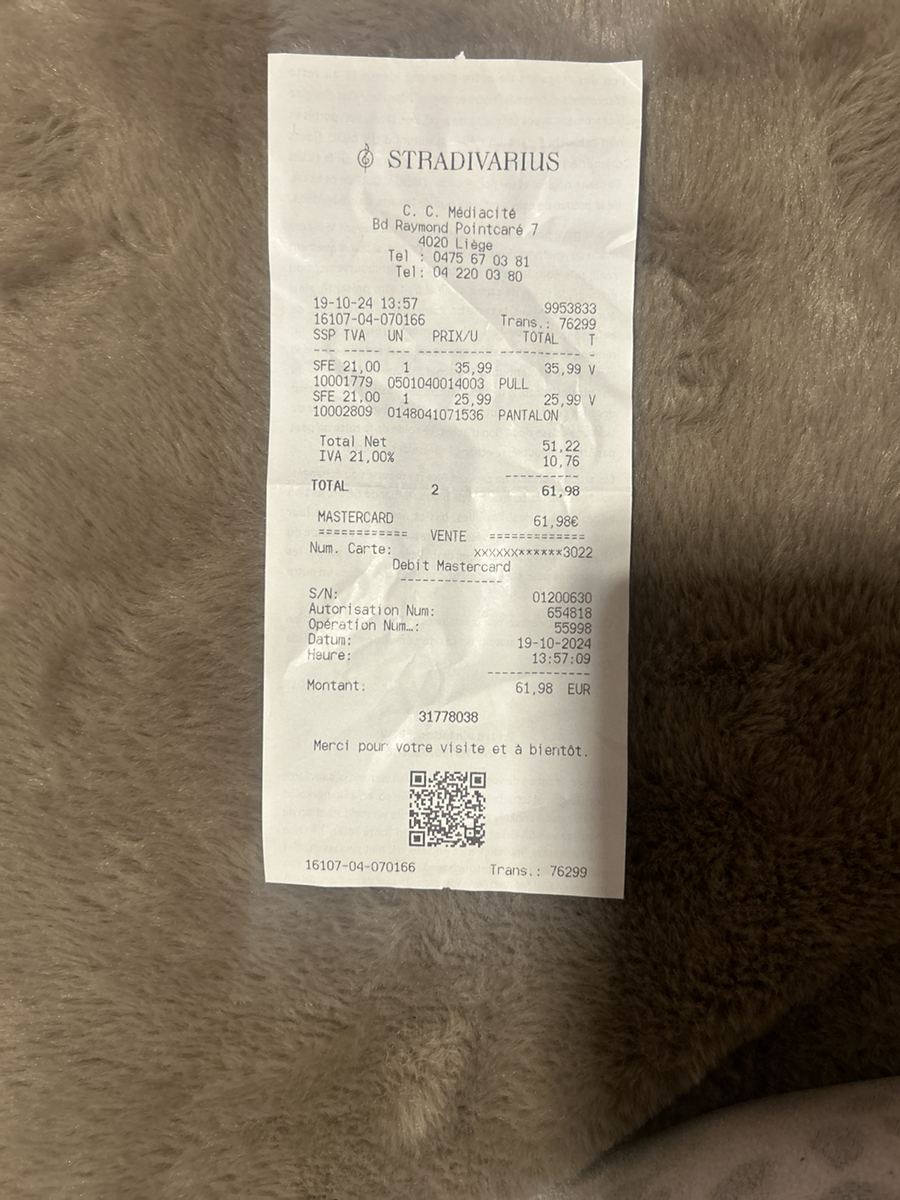 STRADIVARIUS
C. C. Médiacité
Bd Raymond Pointcaré 7
4020 Liège
Tel : 0475 67 03 81
Tel: 04 220 03 80
19-10-24 13:57 9953833
16107-04-070166 Trans.: 76299
SSP TVA UN PRIX/U TOTAL T
--- ----- --- ---------- ----------- -
SFE 21,00 1 35,99 35,99 V
10001779 0501040014003 PULL
SFE 21,00 1 25,99 25,99 V
10002809 0148041071536 PANTALON
Total Net 51,22
IVA 21,00% 10,76
----------
TOTAL 2 61,98
MASTERCARD 61,98€
============ VENTE =============
Num. Carte: xxxxxx******3022
Debit Mastercard
--------------
S/N: 01200630
Autorisation Num: 654818
Opération Num…: 55998
Datum: 19-10-2024
Heure: 13:57:09
--------------
Montant: 61,98 EUR
31778038
Merci pour votre visite et à bientôt.
16107-04-070166 Trans.: 76299